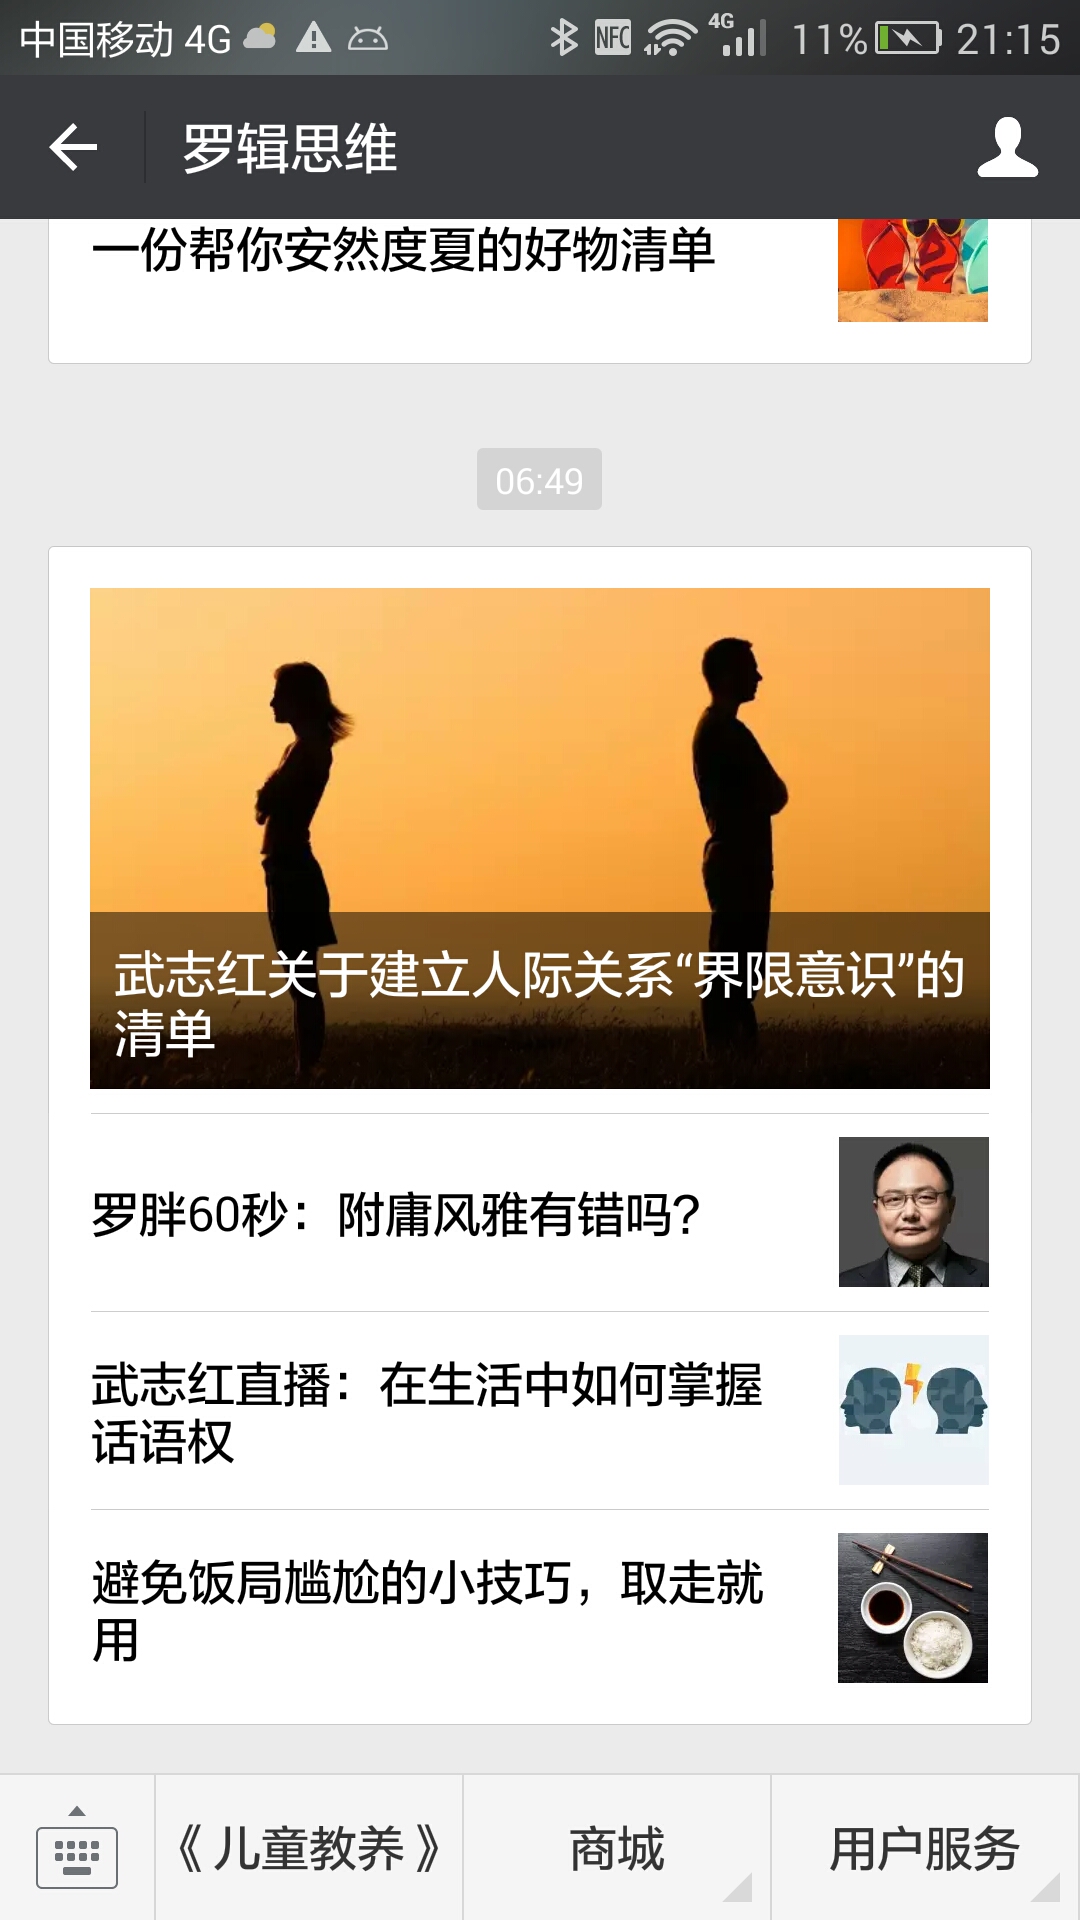 中国移动 4G
NFC
4G
11%
21:15
罗辑思维
一份帮你安然度夏的好物清单
06:49
武志红关于建立人际关系“界限意识”的
清单
罗胖60秒：附庸风雅有错吗？
武志红直播：在生活中如何掌握
话语权
避免饭局尴尬的小技巧，取走就
用
《儿童教养》
商城
用户服务